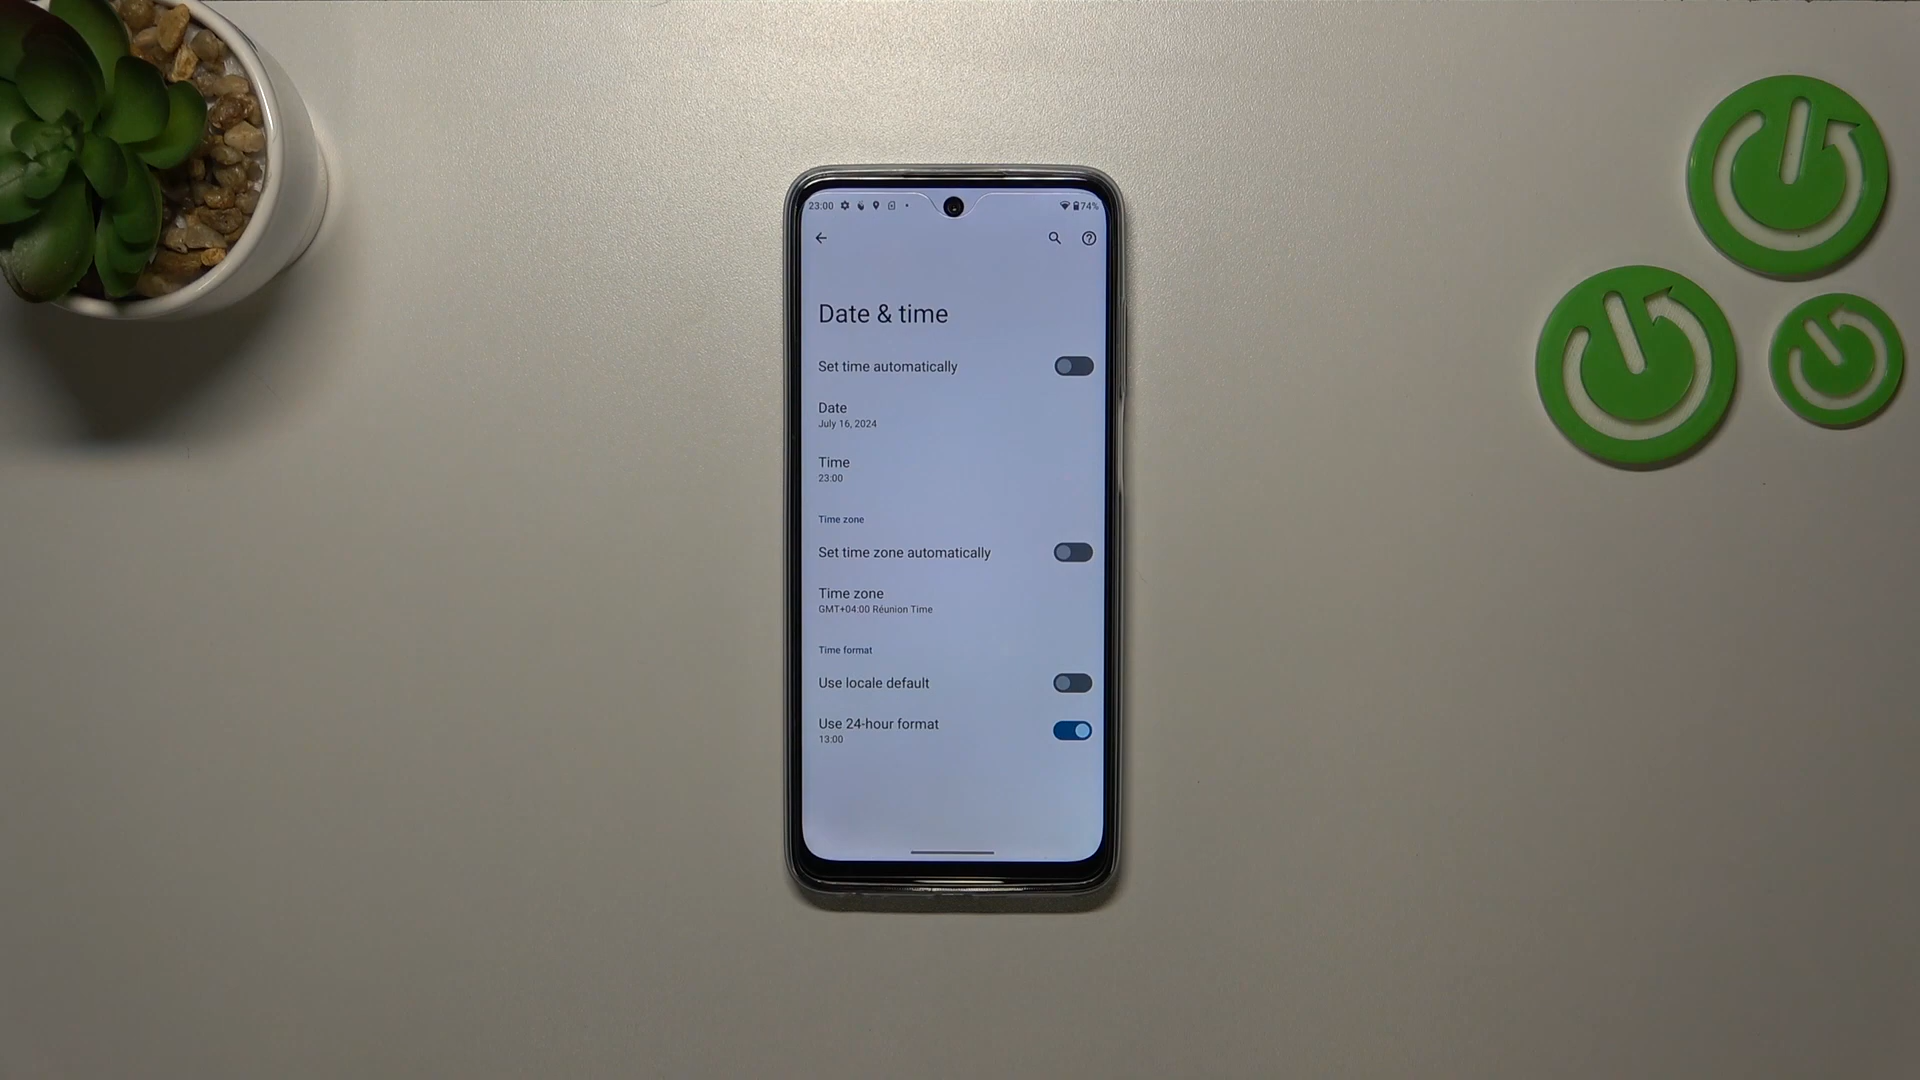 23:00 74%
Date & time
Set time automatically
Date
July 16, 2024
Time
23:00
Time zone
Set time zone automatically
Time zone
GMT+04:00 Réunion Time
Time format
Use locale default
Use 24-hour format
13:00